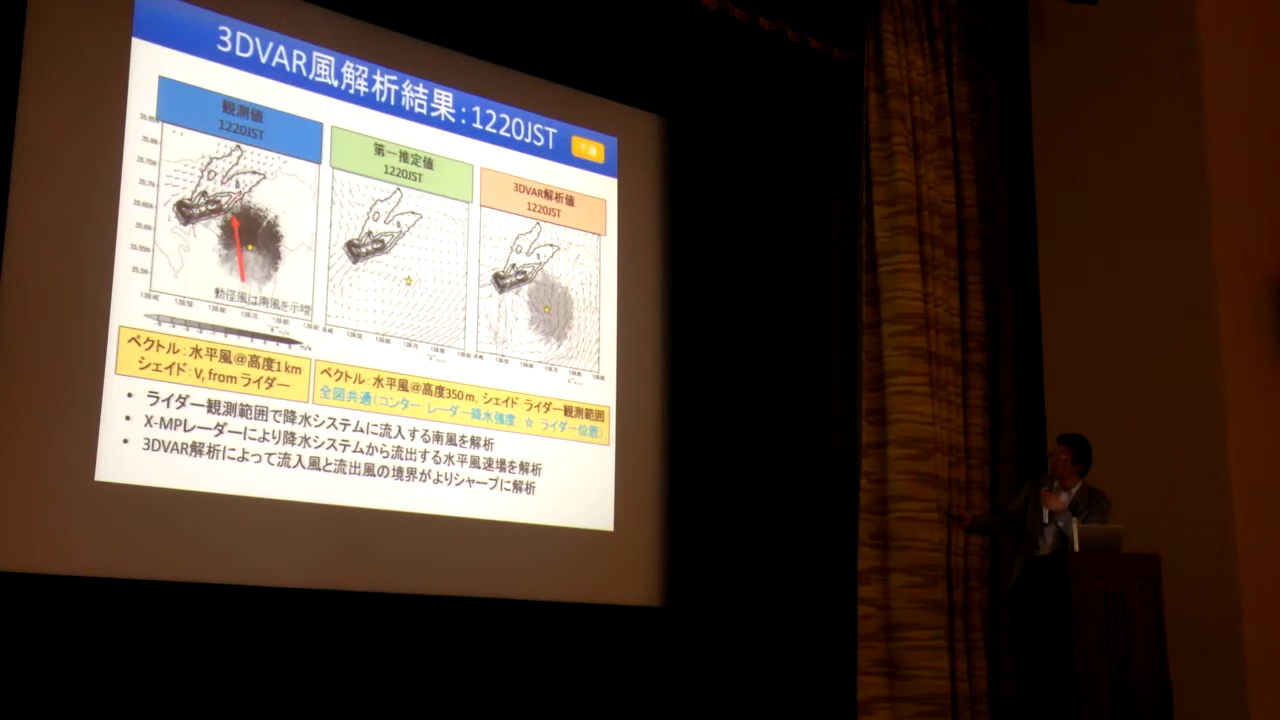 3DVAR風解析結果：1220JST
観測値
1220JST
第一推定値
1220JST
3DVAR解析値
1220JST
動径風は南風を示唆
ベクトル：水平風＠高度1km
シェイド：Vr from ライダー
ベクトル：水平風＠高度350m，シェイド ライダー観測範囲
全図共通（コンター レーダー降水強度 ☆ ライダー位置）
• ライダー観測範囲で降水システムに流入する南風を解析
• X-MPレーダーにより降水システムから流出する水平風速場を解析
• 3DVAR解析によって流入風と流出風の境界がよりシャープに解析